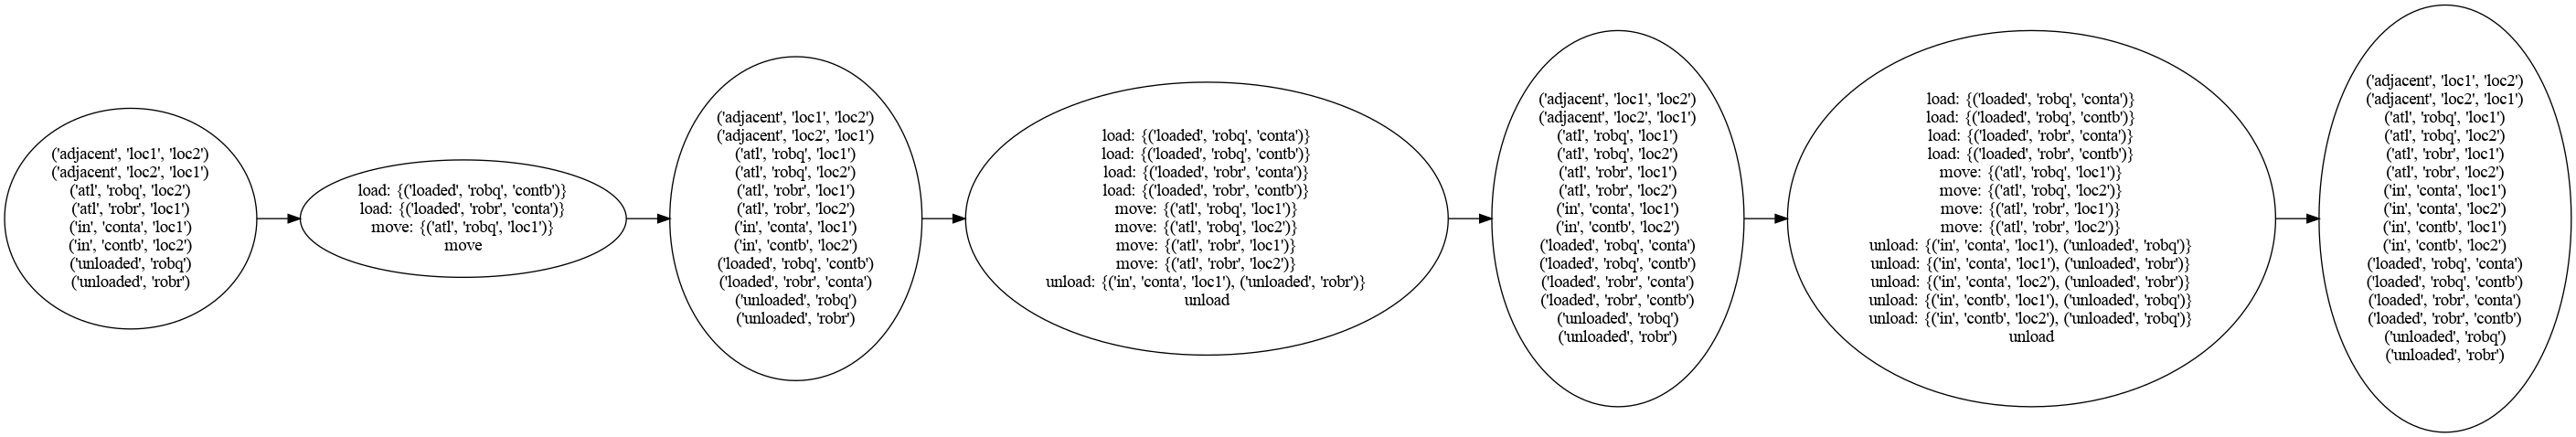 ('adjacent', 'loc1', 'loc2')
('adjacent', 'loc2', 'loc1')
('atl', 'robq', 'loc2')
('atl', 'robr', 'loc1')
('in', 'conta', 'loc1')
('in', 'contb', 'loc2')
('unloaded', 'robq')
('unloaded', 'robr')
load: {('loaded', 'robq', 'contb')}
load: {('loaded', 'robr', 'conta')}
move: {('atl', 'robq', 'loc1')}
move
('adjacent', 'loc1', 'loc2')
('adjacent', 'loc2', 'loc1')
('atl', 'robq', 'loc1')
('atl', 'robq', 'loc2')
('atl', 'robr', 'loc1')
('atl', 'robr', 'loc2')
('in', 'conta', 'loc1')
('in', 'contb', 'loc2')
('loaded', 'robq', 'contb')
('loaded', 'robr', 'conta')
('unloaded', 'robq')
('unloaded', 'robr')
load: {('loaded', 'robq', 'conta')}
load: {('loaded', 'robq', 'contb')}
load: {('loaded', 'robr', 'conta')}
load: {('loaded', 'robr', 'contb')}
move: {('atl', 'robq', 'loc1')}
move: {('atl', 'robq', 'loc2')}
move: {('atl', 'robr', 'loc1')}
move: {('atl', 'robr', 'loc2')}
unload: {('in', 'conta', 'loc1'), ('unloaded', 'robr')}
unload
('adjacent', 'loc1', 'loc2')
('adjacent', 'loc2', 'loc1')
('atl', 'robq', 'loc1')
('atl', 'robq', 'loc2')
('atl', 'robr', 'loc1')
('atl', 'robr', 'loc2')
('in', 'conta', 'loc1')
('in', 'contb', 'loc2')
('loaded', 'robq', 'conta')
('loaded', 'robq', 'contb')
('loaded', 'robr', 'conta')
('loaded', 'robr', 'contb')
('unloaded', 'robq')
('unloaded', 'robr')
load: {('loaded', 'robq', 'conta')}
load: {('loaded', 'robq', 'contb')}
load: {('loaded', 'robr', 'conta')}
load: {('loaded', 'robr', 'contb')}
move: {('atl', 'robq', 'loc1')}
move: {('atl', 'robq', 'loc2')}
move: {('atl', 'robr', 'loc1')}
move: {('atl', 'robr', 'loc2')}
unload: {('in', 'conta', 'loc1'), ('unloaded', 'robq')}
unload: {('in', 'conta', 'loc1'), ('unloaded', 'robr')}
unload: {('in', 'conta', 'loc2'), ('unloaded', 'robr')}
unload: {('in', 'contb', 'loc1'), ('unloaded', 'robq')}
unload: {('in', 'contb', 'loc2'), ('unloaded', 'robq')}
unload
('adjacent', 'loc1', 'loc2')
('adjacent', 'loc2', 'loc1')
('atl', 'robq', 'loc1')
('atl', 'robq', 'loc2')
('atl', 'robr', 'loc1')
('atl', 'robr', 'loc2')
('in', 'conta', 'loc1')
('in', 'conta', 'loc2')
('in', 'contb', 'loc1')
('in', 'contb', 'loc2')
('loaded', 'robq', 'conta')
('loaded', 'robq', 'contb')
('loaded', 'robr', 'conta')
('loaded', 'robr', 'contb')
('unloaded', 'robq')
('unloaded', 'robr')